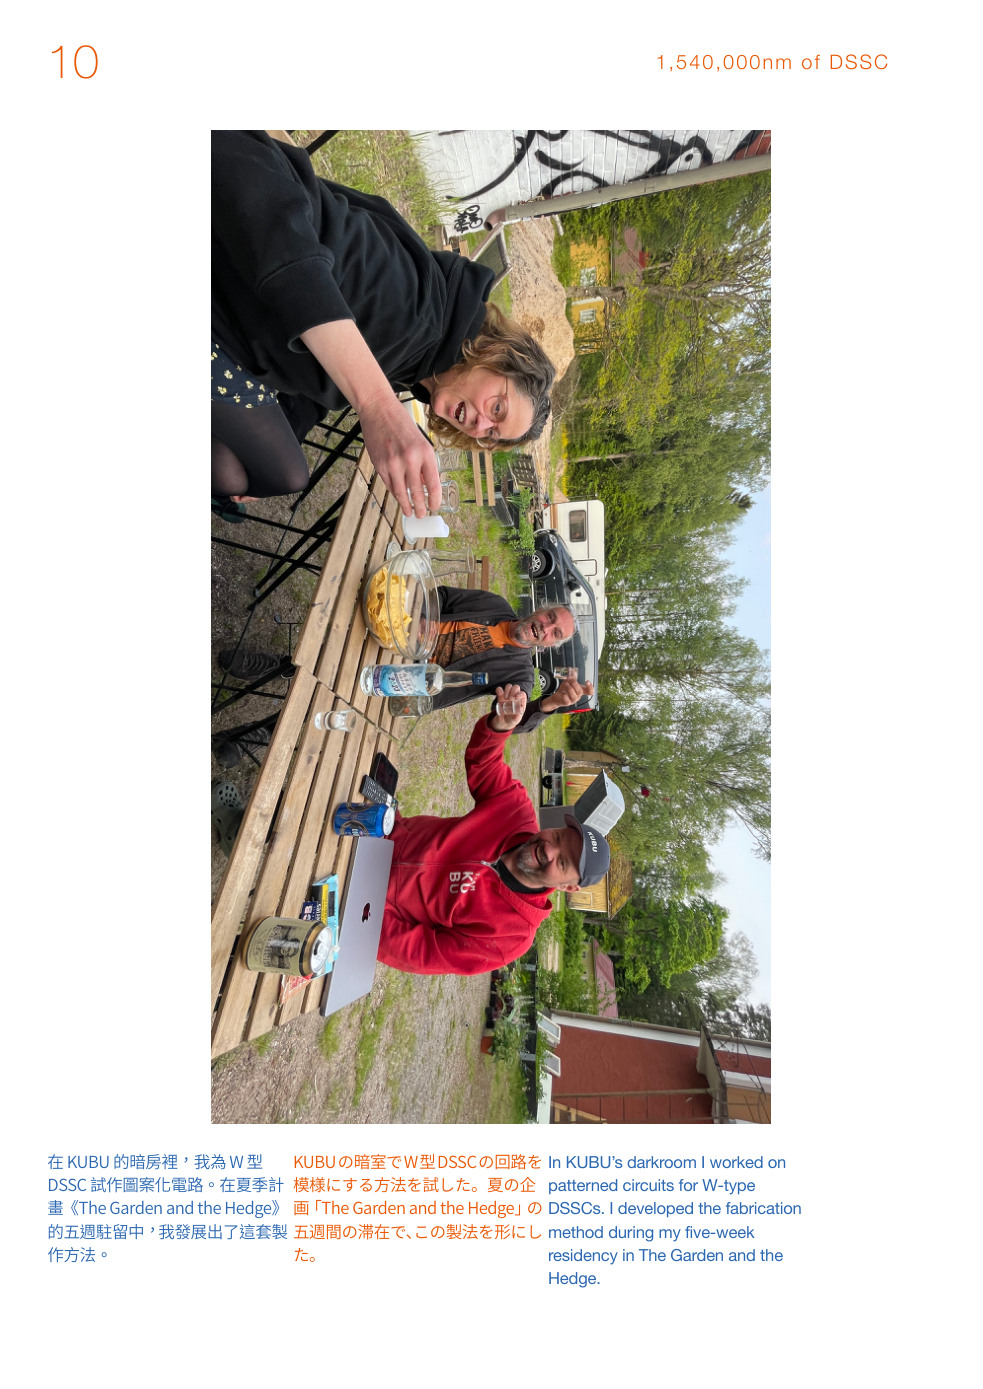 10
1,540,000nm of DSSC
KUBU
KU
BU
在 KUBU 的暗房裡，我為 W 型
DSSC 試作圖案化電路。在夏季計
畫《The Garden and the Hedge》
的五週駐留中，我發展出了這套製
作方法。
KUBUの暗室でW型DSSCの回路を
模様にする方法を試した。夏の企
画「The Garden and the Hedge」の
五週間の滞在で、この製法を形にし
た。
In KUBU’s darkroom I worked on
patterned circuits for W-type
DSSCs. I developed the fabrication
method during my five-week
residency in The Garden and the
Hedge.